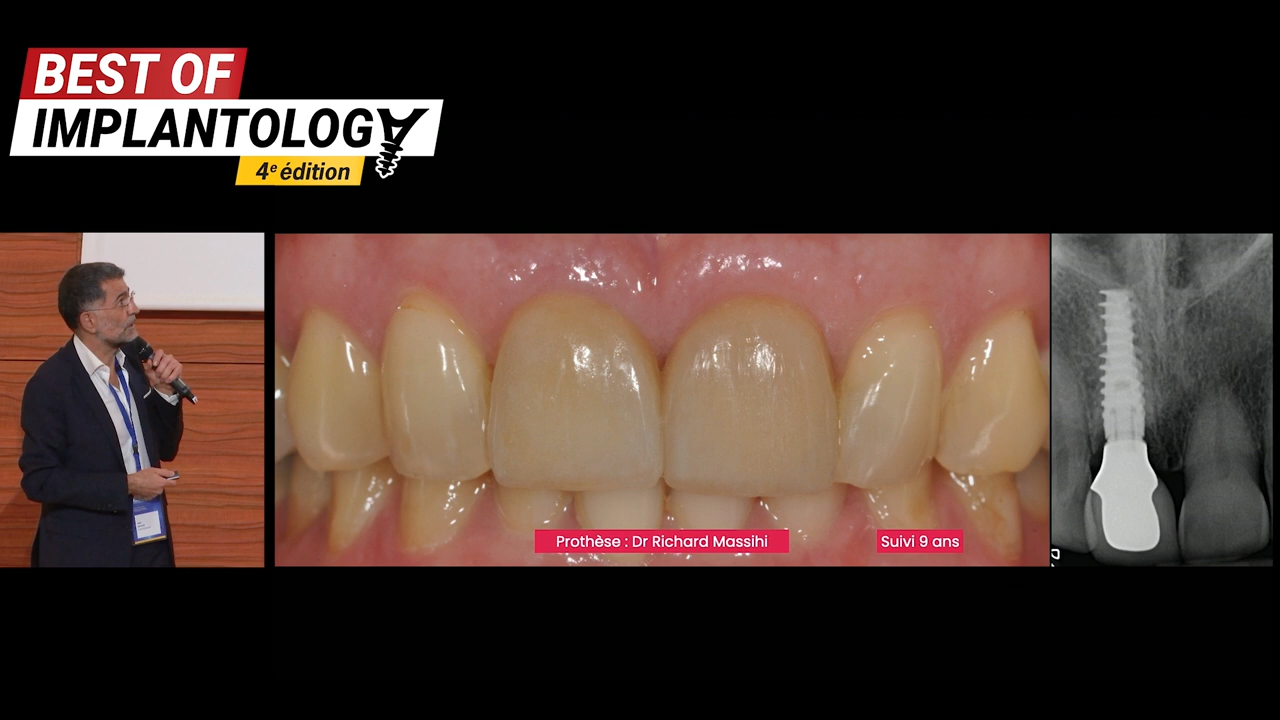 BEST OF
IMPLANTOLOGY
4e édition
Prothèse : Dr Richard Massihi
Suivi 9 ans